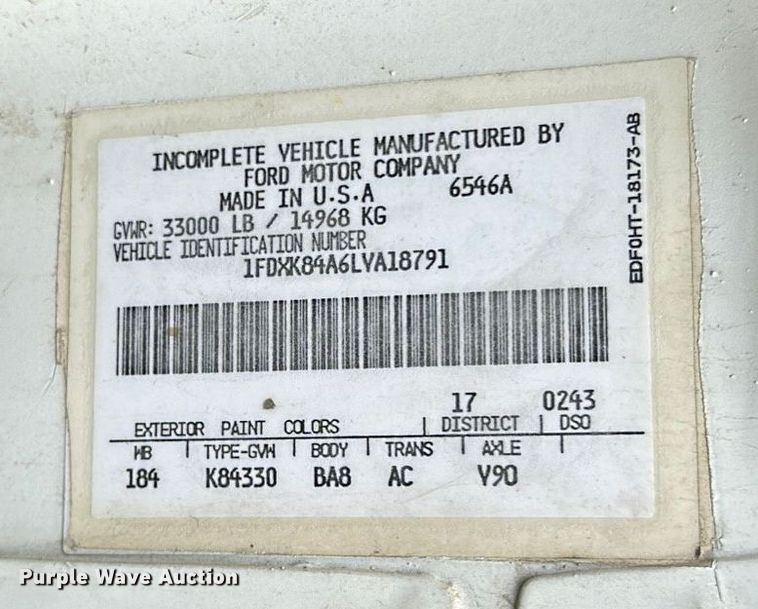 INCOMPLETE VEHICLE MANUFACTURED BY
FORD MOTOR COMPANY
MADE IN U.S.A 6546A
GVWR: 33000 LB / 14968 KG
VEHICLE IDENTIFICATION NUMBER
1FDXK84A6LVA18791
EDF0HT-18173-AB
17 0243
EXTERIOR PAINT COLORS | DISTRICT | DSO
WB | TYPE-GVW | BODY | TRANS | AXLE |
184 K84330 BA8 AC V90
Purple Wave Auction